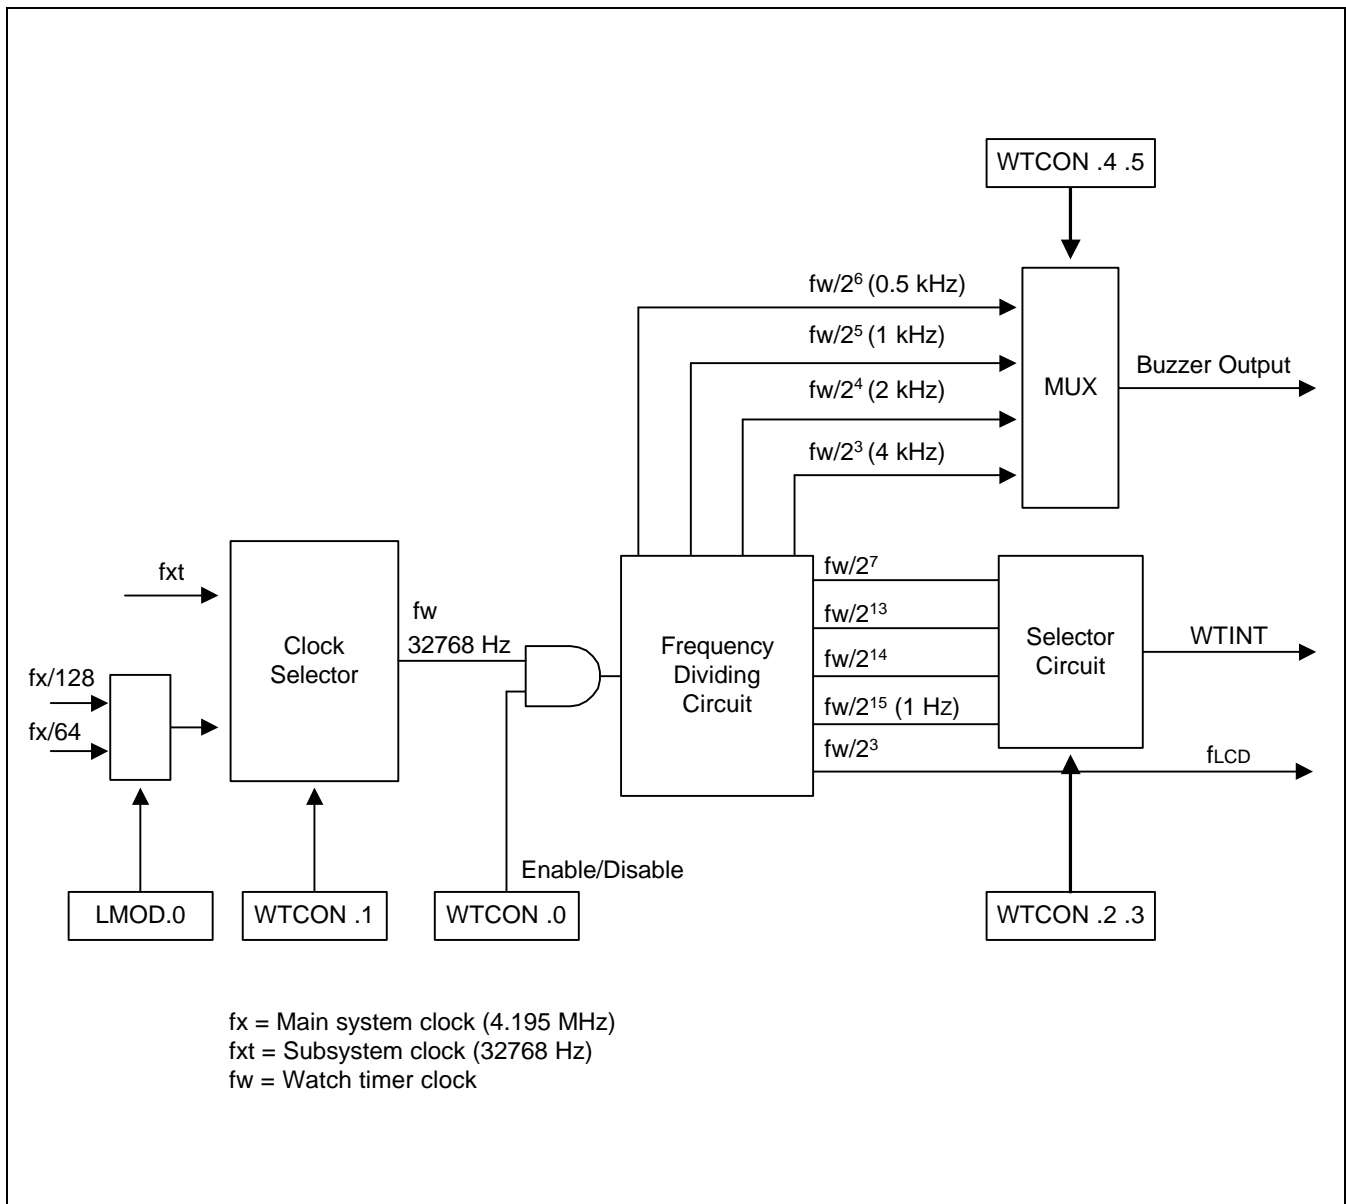 WTCON .4 .5
fw/2⁶ (0.5 kHz)
fw/2⁵ (1 kHz)
fw/2⁴ (2 kHz)
fw/2³ (4 kHz)
MUX
Buzzer Output
fxt
fx/128
fx/64
Clock
Selector
fw
32768 Hz
Frequency
Dividing
Circuit
fw/2⁷
fw/2¹³
fw/2¹⁴
fw/2¹⁵ (1 Hz)
fw/2³
Selector
Circuit
WTINT
fLCD
Enable/Disable
LMOD.0
WTCON .1
WTCON .0
WTCON .2 .3
fx = Main system clock (4.195 MHz)
fxt = Subsystem clock (32768 Hz)
fw = Watch timer clock